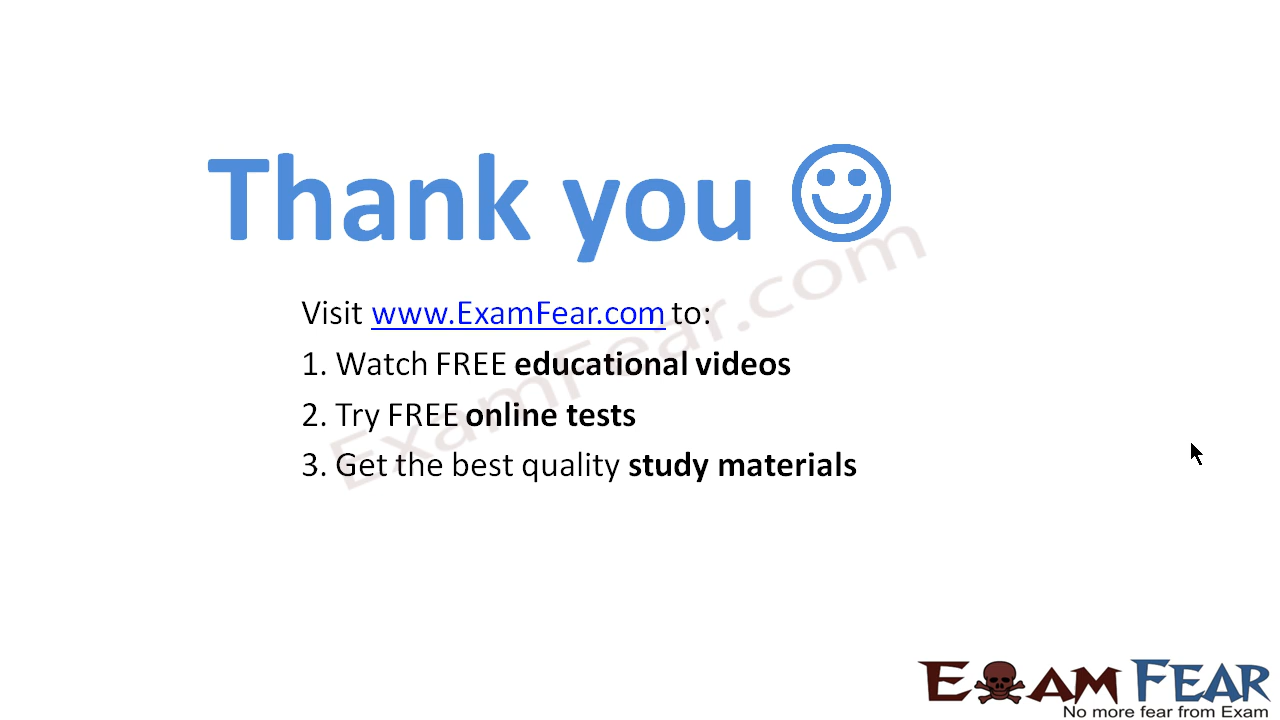 Thank you
Visit www.ExamFear.com to:
1. Watch FREE educational videos
2. Try FREE online tests
3. Get the best quality study materials
ExamFear.com
EXAM FEAR
No more fear from Exam